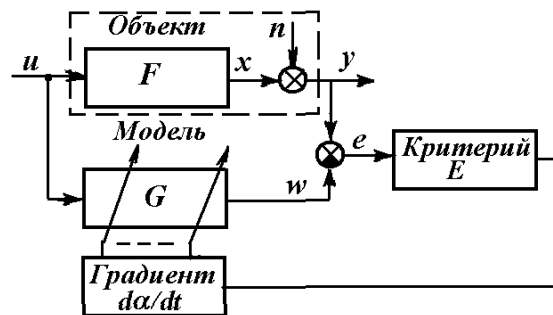 Объект
n
u
F
x
y
Модель
e
Критерий
E
G
w
Градиент
dα/dt